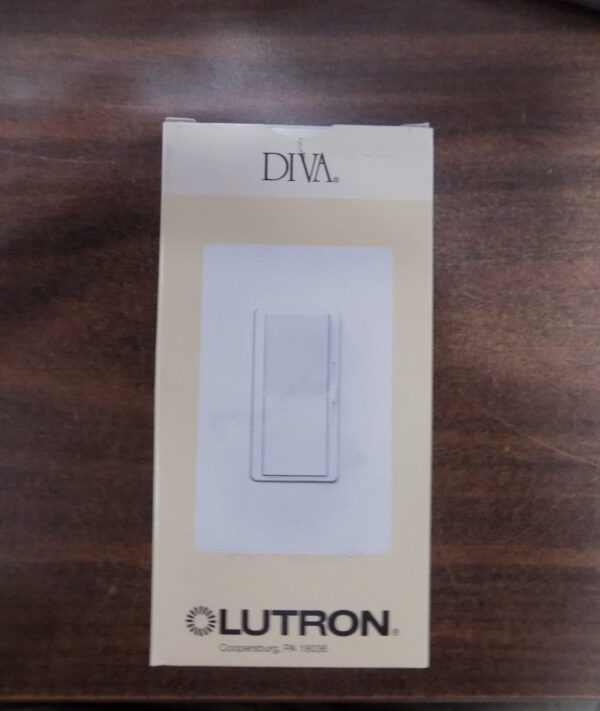 DIVA®
LUTRON®
Coopersburg, PA 18036